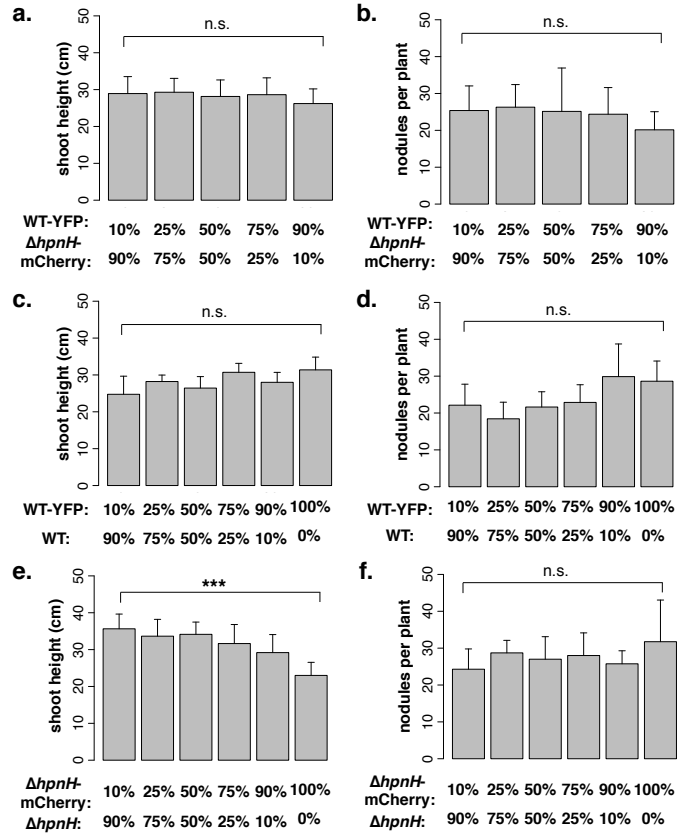 a.
n.s.
shoot height (cm)
0 10 20 30 40 50
WT-YFP: 10% 25% 50% 75% 90%
ΔhpnH-
mCherry: 90% 75% 50% 25% 10%
b.
n.s.
nodules per plant
0 10 20 30 40 50
WT-YFP: 10% 25% 50% 75% 90%
ΔhpnH-
mCherry: 90% 75% 50% 25% 10%
c.
n.s.
shoot height (cm)
0 10 20 30 40 50
WT-YFP: 10% 25% 50% 75% 90% 100%
WT: 90% 75% 50% 25% 10% 0%
d.
n.s.
nodules per plant
0 10 20 30 40 50
WT-YFP: 10% 25% 50% 75% 90% 100%
WT: 90% 75% 50% 25% 10% 0%
e.
***
shoot height (cm)
0 10 20 30 40 50
ΔhpnH-
mCherry: 10% 25% 50% 75% 90% 100%
ΔhpnH: 90% 75% 50% 25% 10% 0%
f.
n.s.
nodules per plant
0 10 20 30 40 50
ΔhpnH-
mCherry: 10% 25% 50% 75% 90% 100%
ΔhpnH: 90% 75% 50% 25% 10% 0%